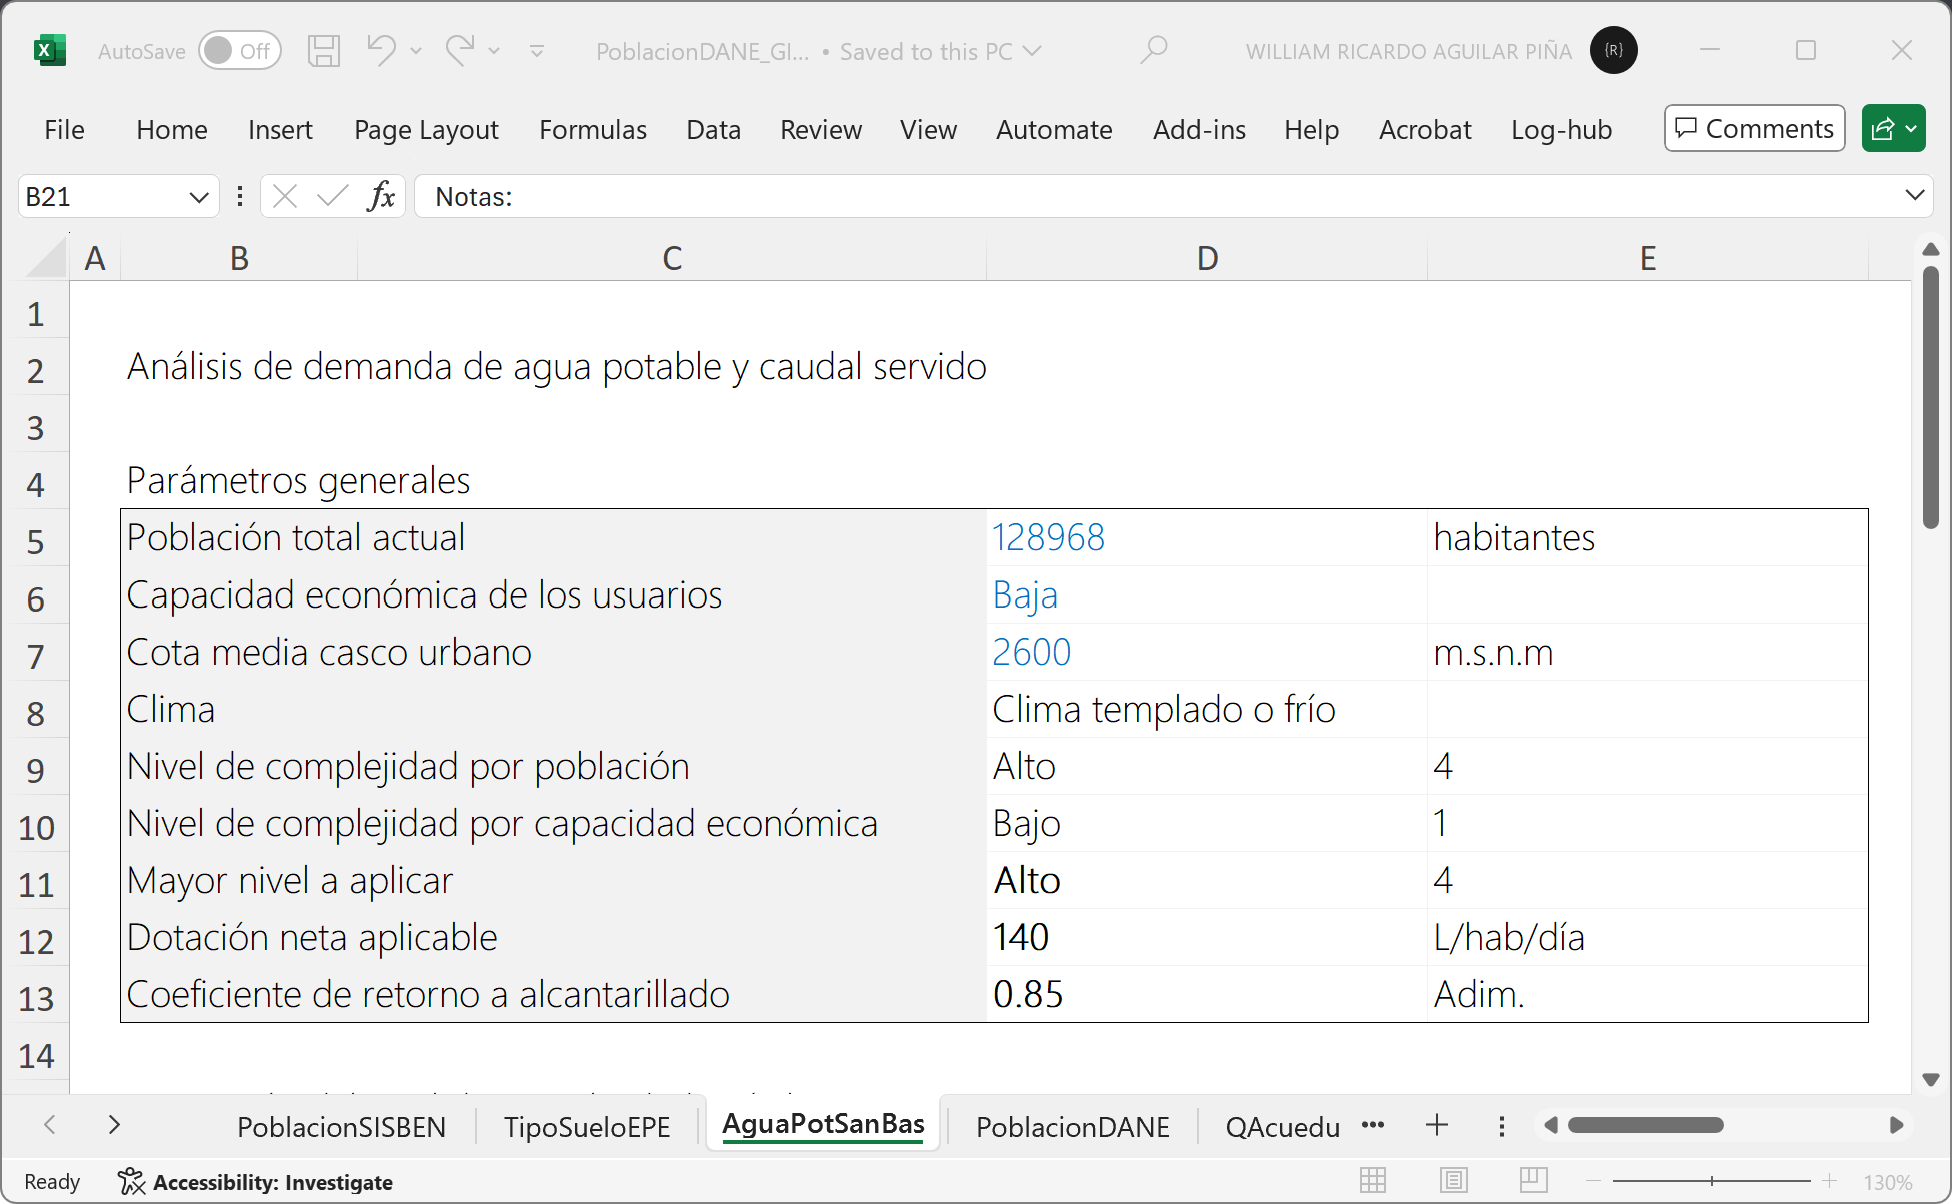 AutoSave Off PoblacionDANE_GI... • Saved to this PC WILLIAM RICARDO AGUILAR PIÑA {R}
File Home Insert Page Layout Formulas Data Review View Automate Add-ins Help Acrobat Log-hub Comments
B21 fx Notas:
A B C D E
1
2 Análisis de demanda de agua potable y caudal servido
3
4 Parámetros generales
5 Población total actual 128968 habitantes
6 Capacidad económica de los usuarios Baja
7 Cota media casco urbano 2600 m.s.n.m
8 Clima Clima templado o frío
9 Nivel de complejidad por población Alto 4
10 Nivel de complejidad por capacidad económica Bajo 1
11 Mayor nivel a aplicar Alto 4
12 Dotación neta aplicable 140 L/hab/día
13 Coeficiente de retorno a alcantarillado 0.85 Adim.
14
PoblacionSISBEN TipoSueloEPE AguaPotSanBas PoblacionDANE QAcuedu ...
Ready Accessibility: Investigate 130%